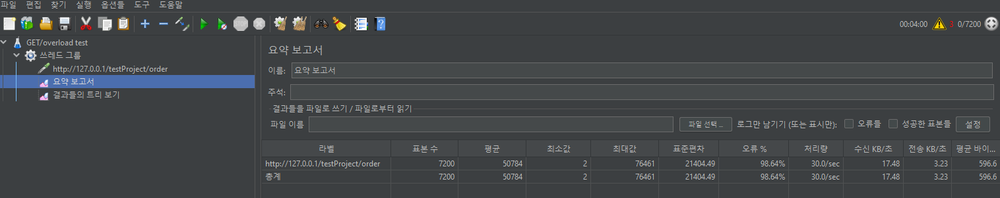 파일 편집 찾기 실행 옵션들 도구 도움말
STOP 00:04:00 3 0/7200
GET/overload test
쓰레드 그룹
http://127.0.0.1/testProject/order
요약 보고서
결과들의 트리 보기
요약 보고서
이름: 요약 보고서
주석:
결과들을 파일로 쓰기 / 파일로부터 읽기
파일 이름 파일 선택 ... 로그만 남기기 (또는 표시만): 오류들 성공한 표본들 설정
라벨 표본 수 평균 최소값 최대값 표준편차 오류 % 처리량 수신 KB/초 전송 KB/초 평균 바이...
http://127.0.0.1/testProject/order 7200 50784 2 76461 21404.49 98.64% 30.0/sec 17.48 3.23 596.6
총계 7200 50784 2 76461 21404.49 98.64% 30.0/sec 17.48 3.23 596.6